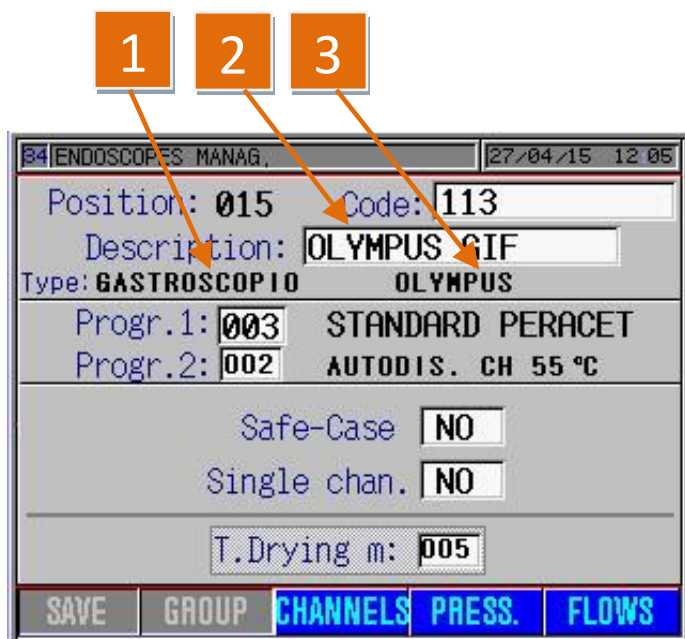 1 2 3
34 ENDOSCOPES MANAG, 27/04/15 12:05
Position: 015 Code: 113
Description: OLYMPUS GIF
Type: GASTROSCOPIO OLYMPUS
Progr.1: 003 STANDARD PERACET
Progr.2: 002 AUTODIS. CH 55 °C
Safe-Case NO
Single chan. NO
T.Drying m: 005
SAVE GROUP CHANNELS PRESS. FLOWS